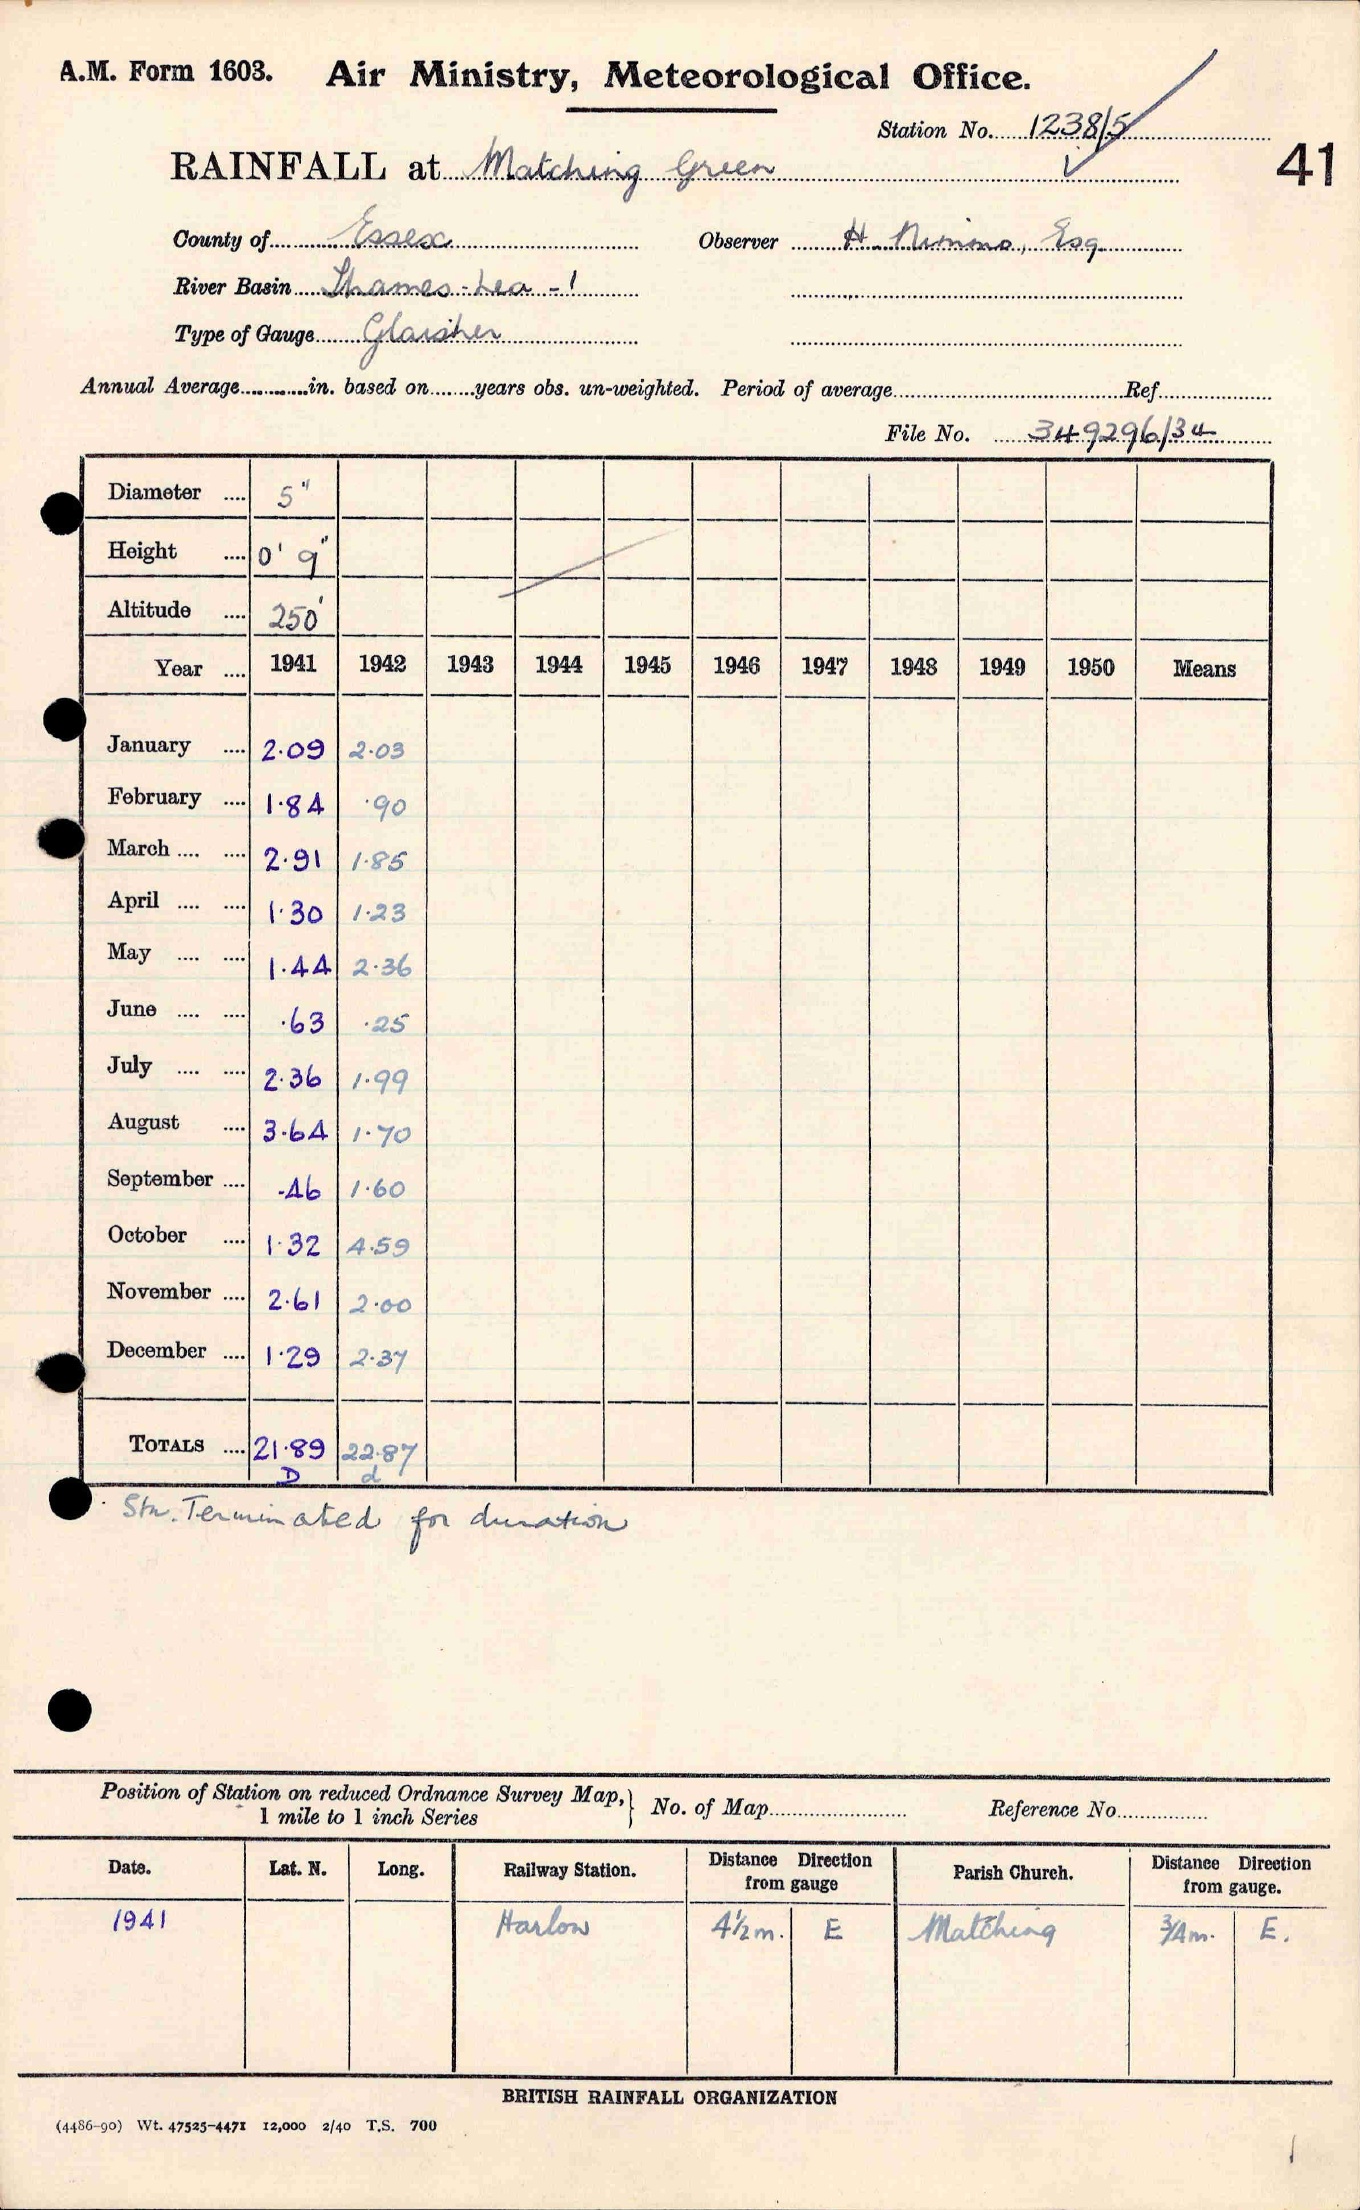 A.M. Form 1603. Air Ministry, Meteorological Office.
Station No. 1238/5
41
RAINFALL at Matching Green
County of Essex Observer H. Nimmo, Esq.
River Basin Thames-Lea - 1
Type of Gauge Glaisher
Annual Average............in. based on........years obs. un-weighted. Period of average............Ref............
File No. 349296/34
Diameter .... 5"
Height .... 0' 9"
Altitude .... 250'
Year .... 1941 1942 1943 1944 1945 1946 1947 1948 1949 1950 Means
January .... 2.09 2.03
February .... 1.84 .90
March .... .... 2.91 1.85
April .... .... 1.30 1.23
May .... .... 1.44 2.36
June .... .... .63 .25
July .... .... 2.36 1.99
August .... 3.64 1.70
September .... .46 1.60
October .... 1.32 4.59
November .... 2.61 2.00
December .... 1.29 2.37
TOTALS .... 21.89 22.87
D d
Stn. Terminated for duration
Position of Station on reduced Ordnance Survey Map, } No. of Map............ Reference No............
1 mile to 1 inch Series
Date. Lat. N. Long. Railway Station. Distance Direction from gauge Parish Church. Distance Direction from gauge.
1941 Harlow 4½ m. E Matching ¾ m. E.
BRITISH RAINFALL ORGANIZATION
(4486-90) Wt. 47525-4471 12,000 2/40 T.S. 700
1